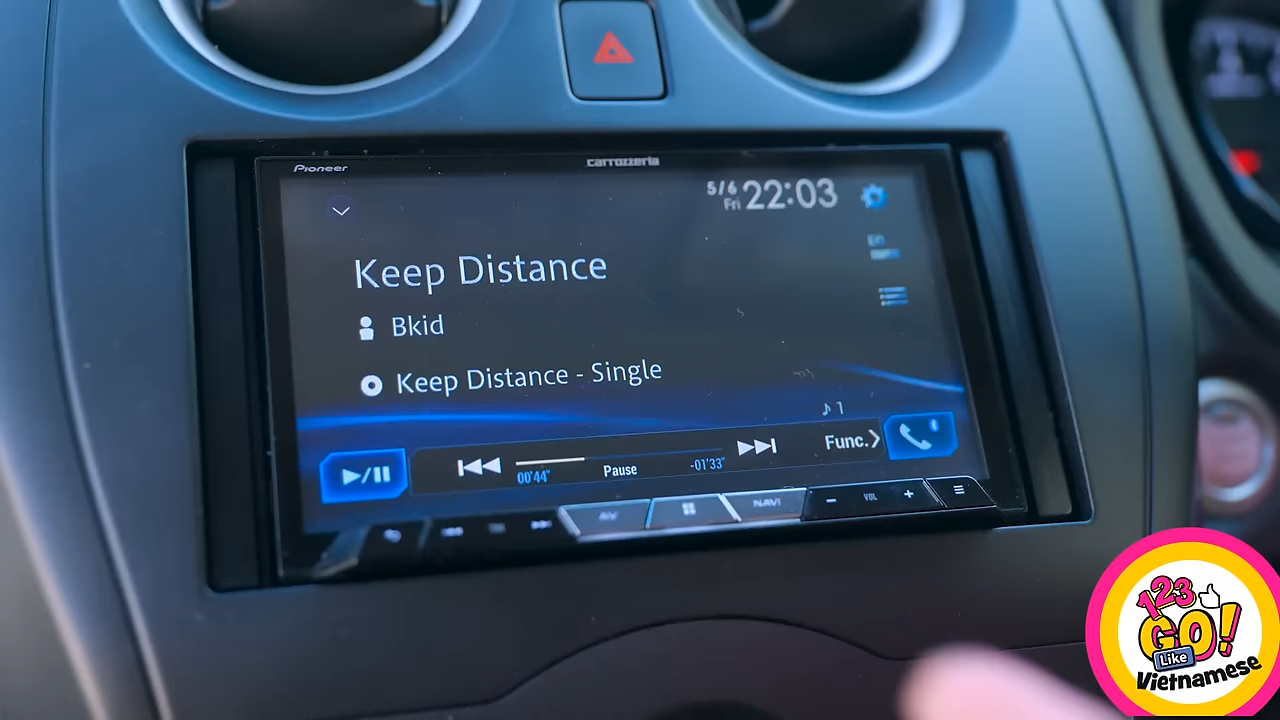 Pioneer
carrozzeria
5/6
Fri
22:03
Keep Distance
Bkid
Keep Distance - Single
1
00'44"
Pause
-01'33"
Func.
AV
NAVI
VOL
123
GO!
Like
Vietnamese